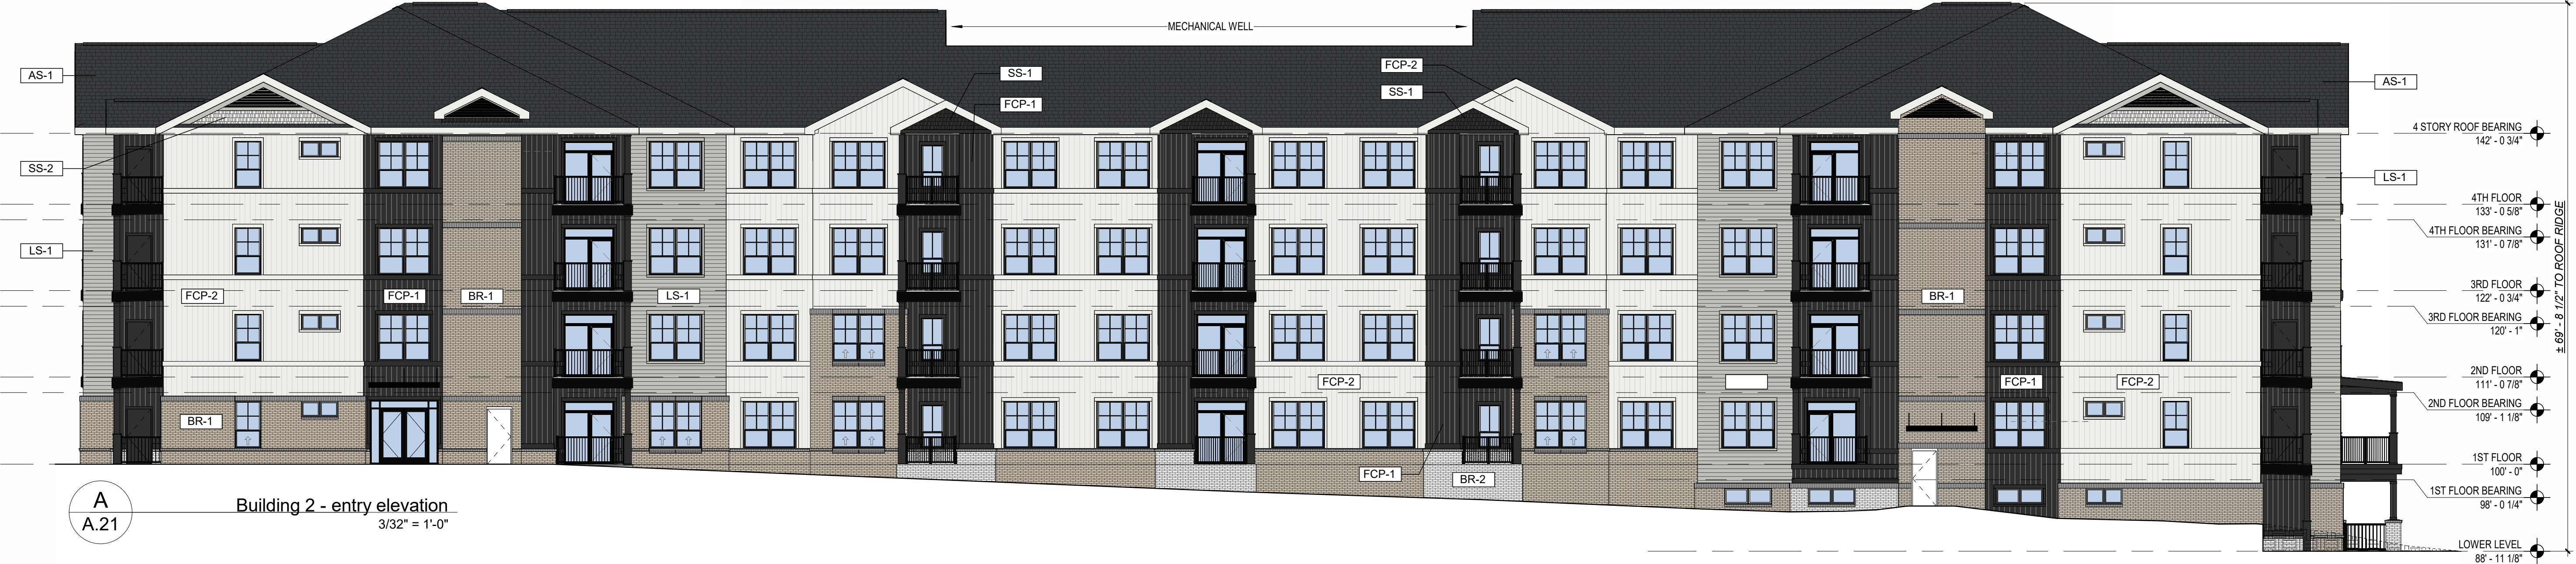 MECHANICAL WELL
AS-1
SS-1
FCP-2
AS-1
FCP-1
SS-1
4 STORY ROOF BEARING
142' - 0 3/4"
SS-2
LS-1
4TH FLOOR
133' - 0 5/8"
4TH FLOOR BEARING
131' - 0 7/8"
LS-1
FCP-2
FCP-1
BR-1
LS-1
BR-1
3RD FLOOR
122' - 0 3/4"
3RD FLOOR BEARING
120' - 1"
± 69' - 8 1/2" TO ROOF RIDGE
2ND FLOOR
111' - 0 7/8"
FCP-2
FCP-1
FCP-2
2ND FLOOR BEARING
109' - 1 1/8"
BR-1
1ST FLOOR
100' - 0"
FCP-1
BR-2
1ST FLOOR BEARING
98' - 0 1/4"
A
A.21
Building 2 - entry elevation
3/32" = 1'-0"
LOWER LEVEL
88' - 11 1/8"